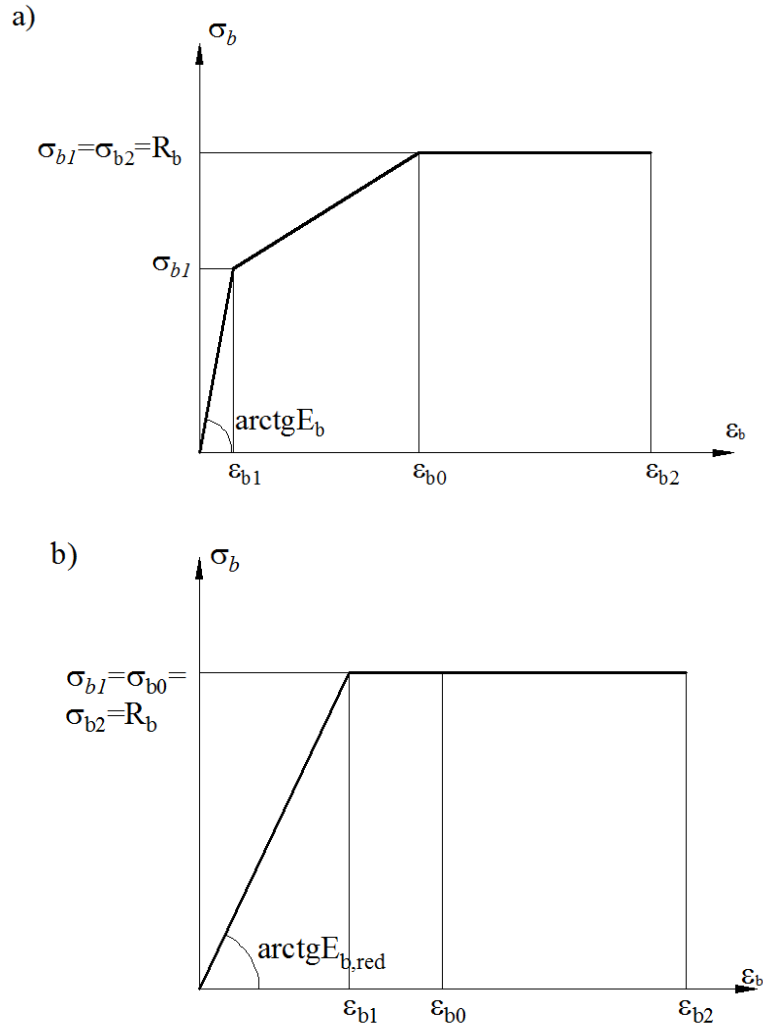 a)
σb
σb1=σb2=Rb
σb1
arctgEb
εb
εb1 εb0 εb2
b)
σb
σb1=σb0=
σb2=Rb
arctgEb,red
εb
εb1 εb0 εb2